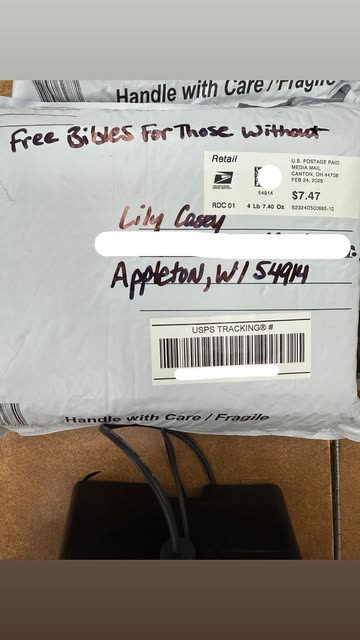 Handle with Care / Fragile
Free Bibles For Those Without
Retail
U.S. POSTAGE PAID
MEDIA MAIL
CANTON, OH 44708
FEB 24, 2026
54914
$7.47
RDC 01 4 Lb 7.40 Oz S2324D500885-10
Lily Casey
Appleton, WI 54914
USPS TRACKING® #
Handle with Care / Fragile